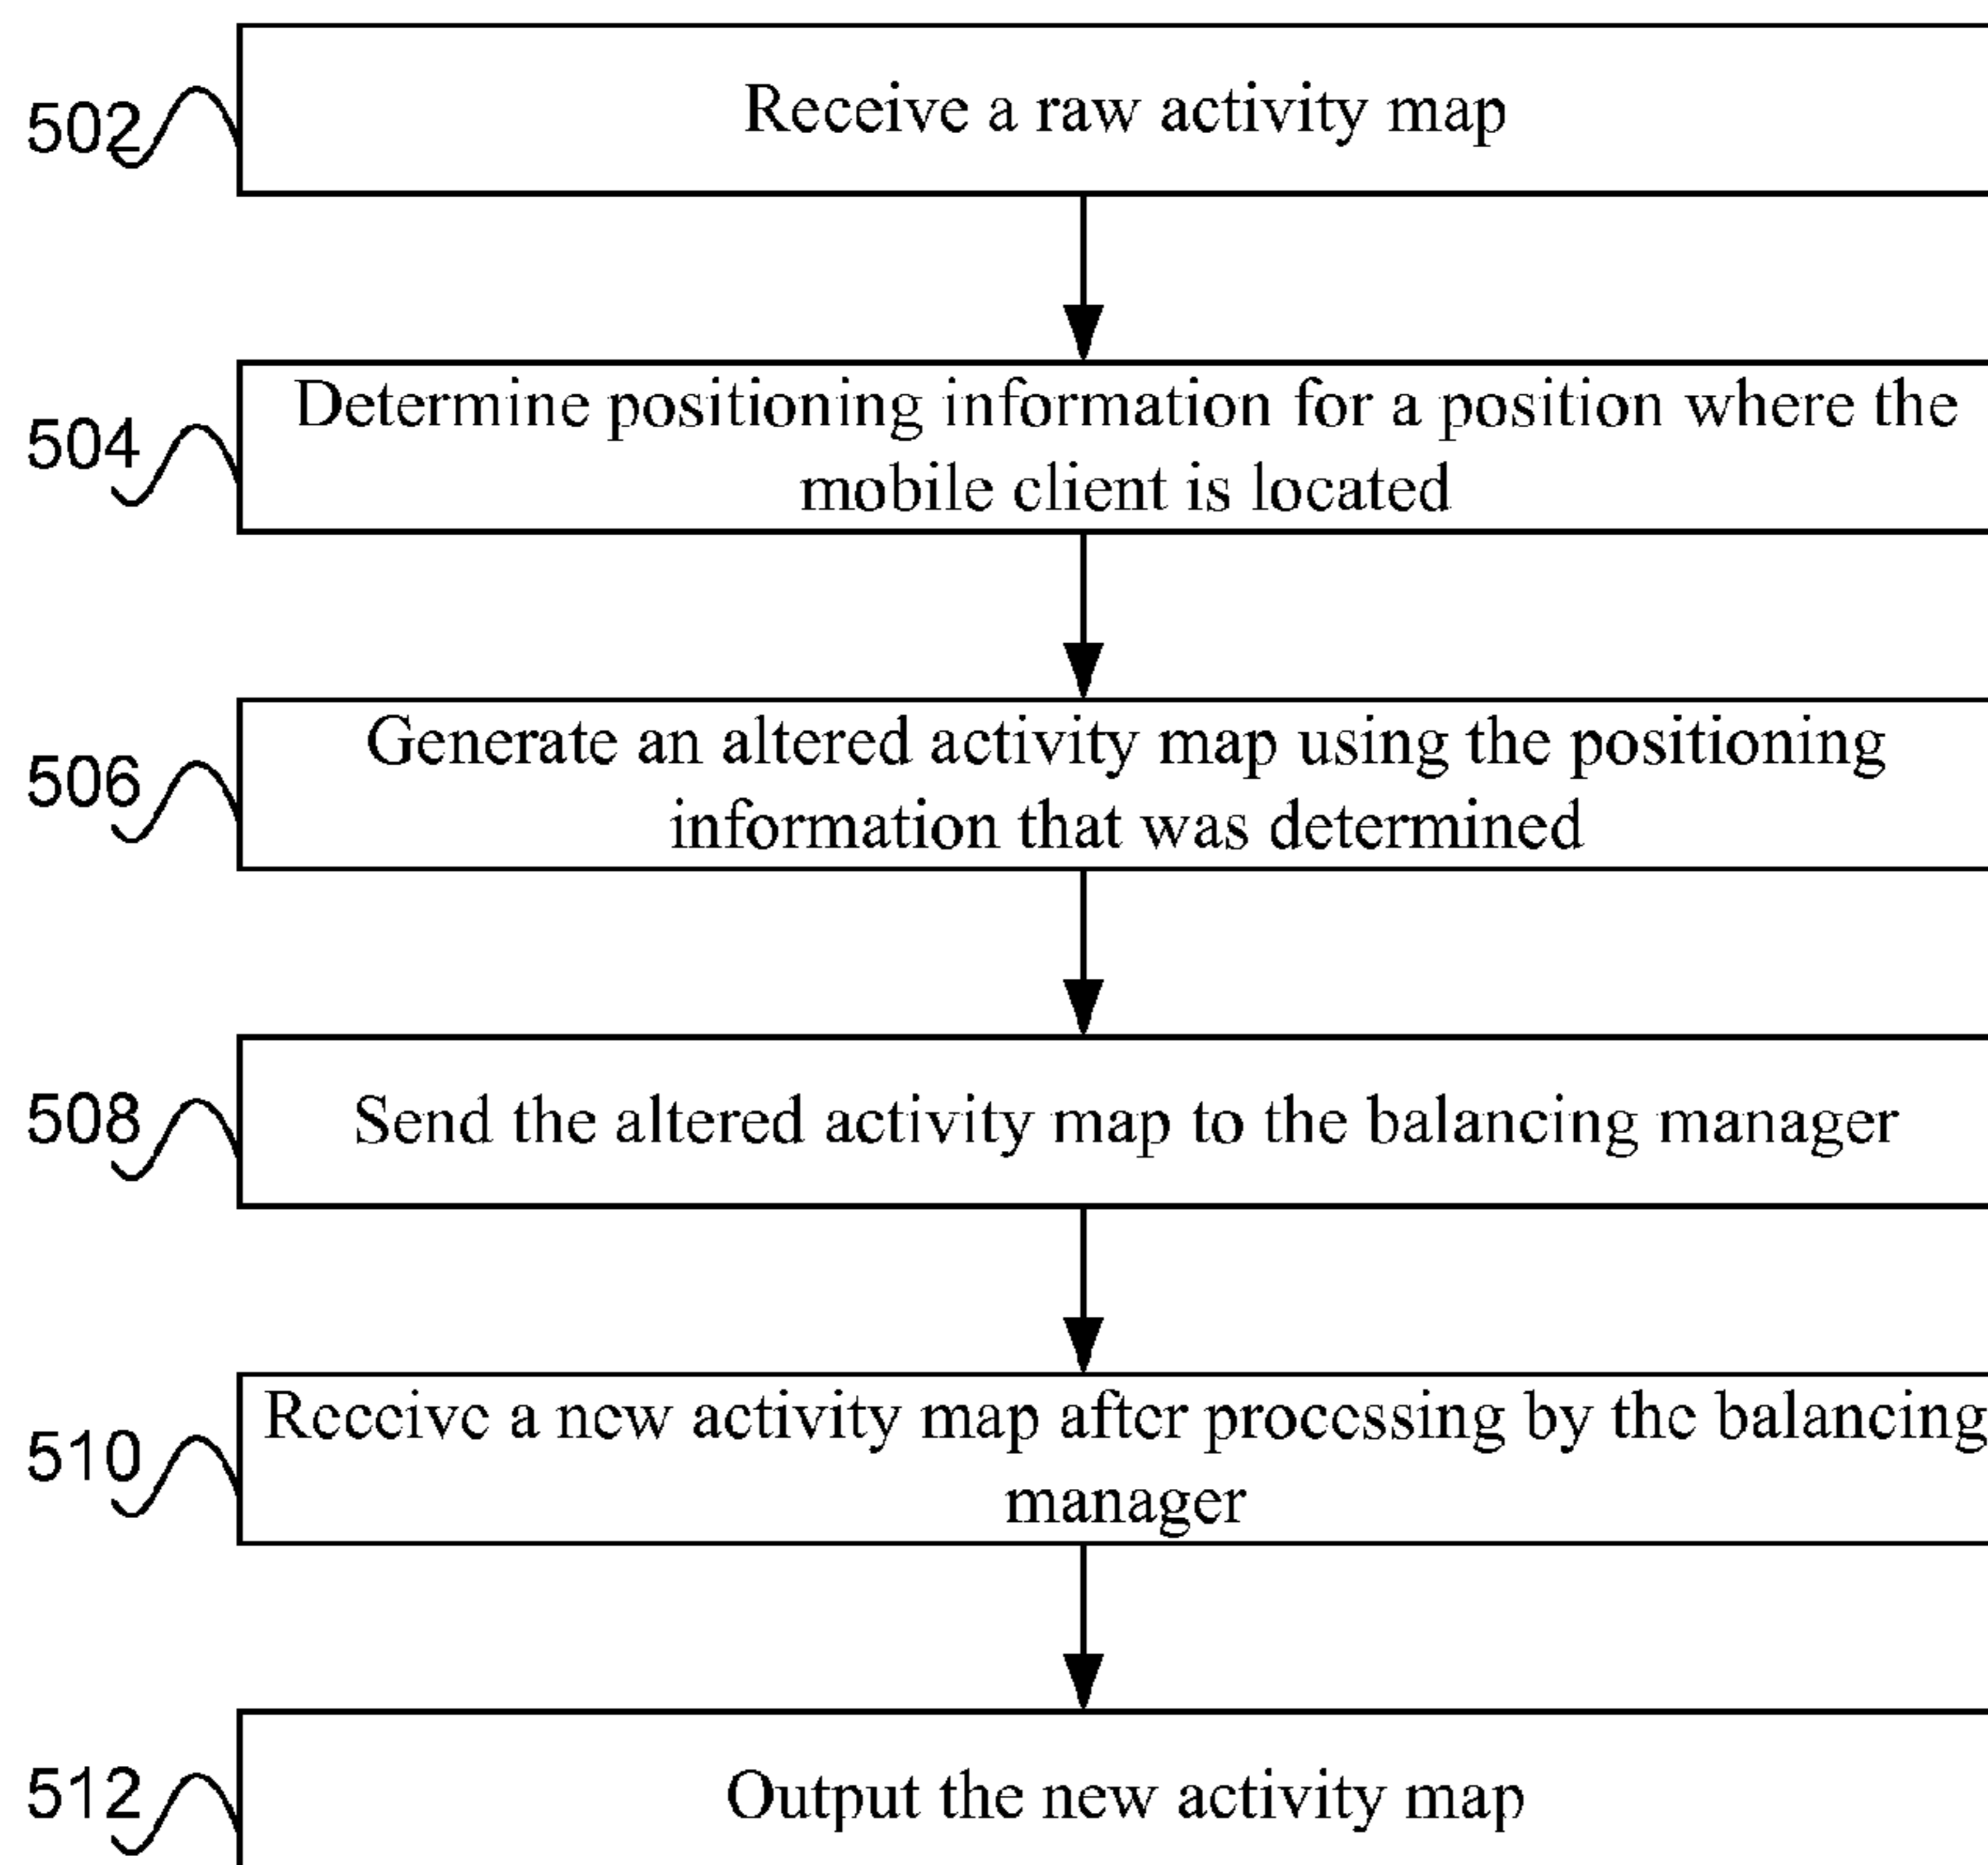 502
Receive a raw activity map
504
Determine positioning information for a position where the
mobile client is located
506
Generate an altered activity map using the positioning
information that was determined
508
Send the altered activity map to the balancing manager
510
Receive a new activity map after processing by the balancing
manager
512
Output the new activity map